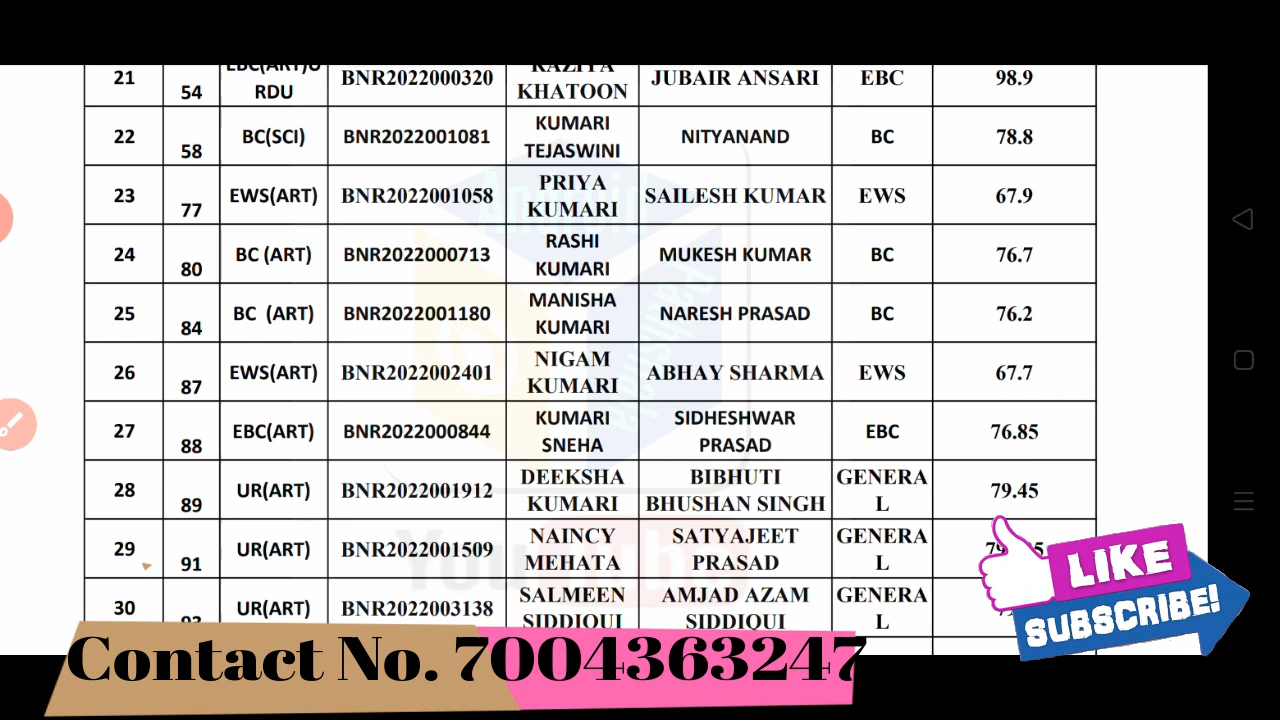 21 54 EBC(ART)U RDU BNR2022000320 RAZIYA KHATOON JUBAIR ANSARI EBC 98.9
22 58 BC(SCI) BNR2022001081 KUMARI TEJASWINI NITYANAND BC 78.8
23 77 EWS(ART) BNR2022001058 PRIYA KUMARI SAILESH KUMAR EWS 67.9
24 80 BC (ART) BNR2022000713 RASHI KUMARI MUKESH KUMAR BC 76.7
25 84 BC (ART) BNR2022001180 MANISHA KUMARI NARESH PRASAD BC 76.2
26 87 EWS(ART) BNR2022002401 NIGAM KUMARI ABHAY SHARMA EWS 67.7
27 88 EBC(ART) BNR2022000844 KUMARI SNEHA SIDHESHWAR PRASAD EBC 76.85
28 89 UR(ART) BNR2022001912 DEEKSHA KUMARI BIBHUTI BHUSHAN SINGH GENERA L 79.45
29 91 UR(ART) BNR2022001509 NAINCY MEHATA SATYAJEET PRASAD GENERA L
30 UR(ART) BNR2022003138 SALMEEN SIDDIQUI AMJAD AZAM SIDDIQUI GENERA L
LIKE
SUBSCRIBE!
Contact No. 7004363247